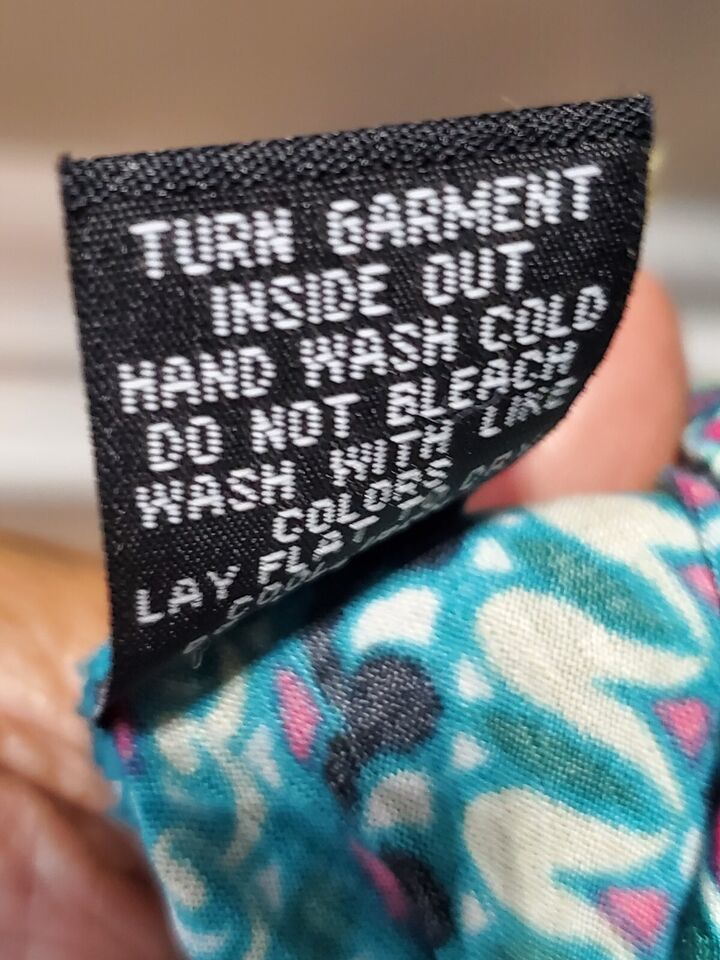 TURN GARMENT
INSIDE OUT
HAND WASH COLD
DO NOT BLEACH
WASH WITH LIKE
COLORS
LAY FLAT TO DRY